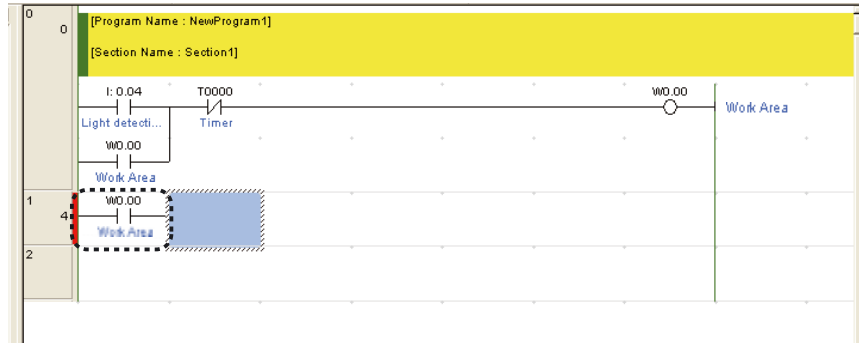 0
0
[Program Name : NewProgram1]
[Section Name : Section1]
I: 0.04 T0000 W0.00
Light detecti... Timer Work Area
W0.00
Work Area
1
4
W0.00
Work Area
2